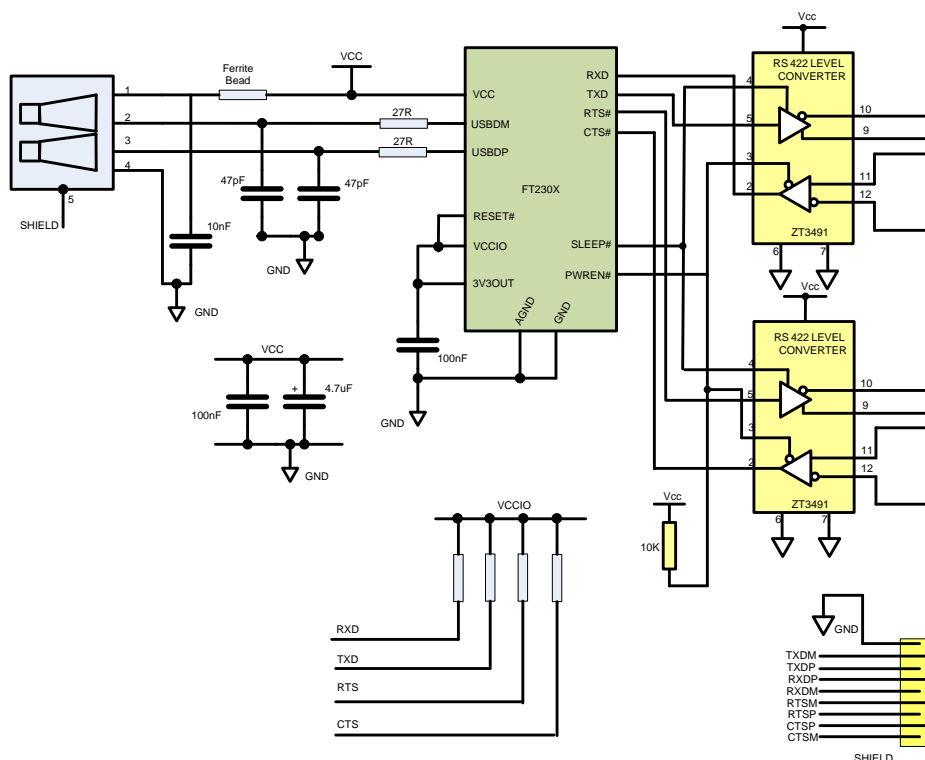 Vcc
RS 422 LEVEL
CONVERTER
4
10
5
9
3
11
2
12
ZT3491
6
7
VCC
Ferrite
Bead
1
2
27R
3
27R
4
5
SHIELD
47pF
47pF
10nF
GND
GND
VCC
USBDM
USBDP
FT230X
RESET#
VCCIO
3V3OUT
AGND
GND
RXD
TXD
RTS#
CTS#
SLEEP#
PWREN#
100nF
GND
VCC
100nF
+
4.7uF
GND
Vcc
RS 422 LEVEL
CONVERTER
4
10
5
9
3
11
2
12
ZT3491
6
7
Vcc
10K
VCCIO
RXD
TXD
RTS
CTS
GND
TXDM
TXDP
RXDP
RXDM
RTSM
RTSP
CTSP
CTSM
SHIELD